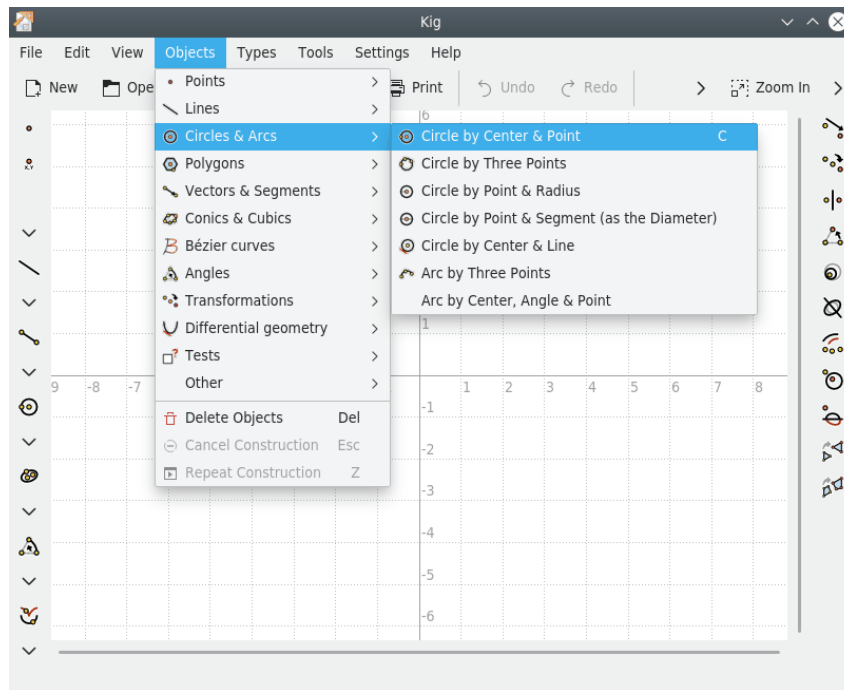 Kig
File Edit View Objects Types Tools Settings Help
New Ope Print Undo Redo Zoom In
Points
Lines
Circles & Arcs
Polygons
Vectors & Segments
Conics & Cubics
Bézier curves
Angles
Transformations
Differential geometry
Tests
Other
Delete Objects Del
Cancel Construction Esc
Repeat Construction Z
Circle by Center & Point C
Circle by Three Points
Circle by Point & Radius
Circle by Point & Segment (as the Diameter)
Circle by Center & Line
Arc by Three Points
Arc by Center, Angle & Point
6
1
9 -8 -7 1 2 3 4 5 6 7 8
-1
-2
-3
-4
-5
-6